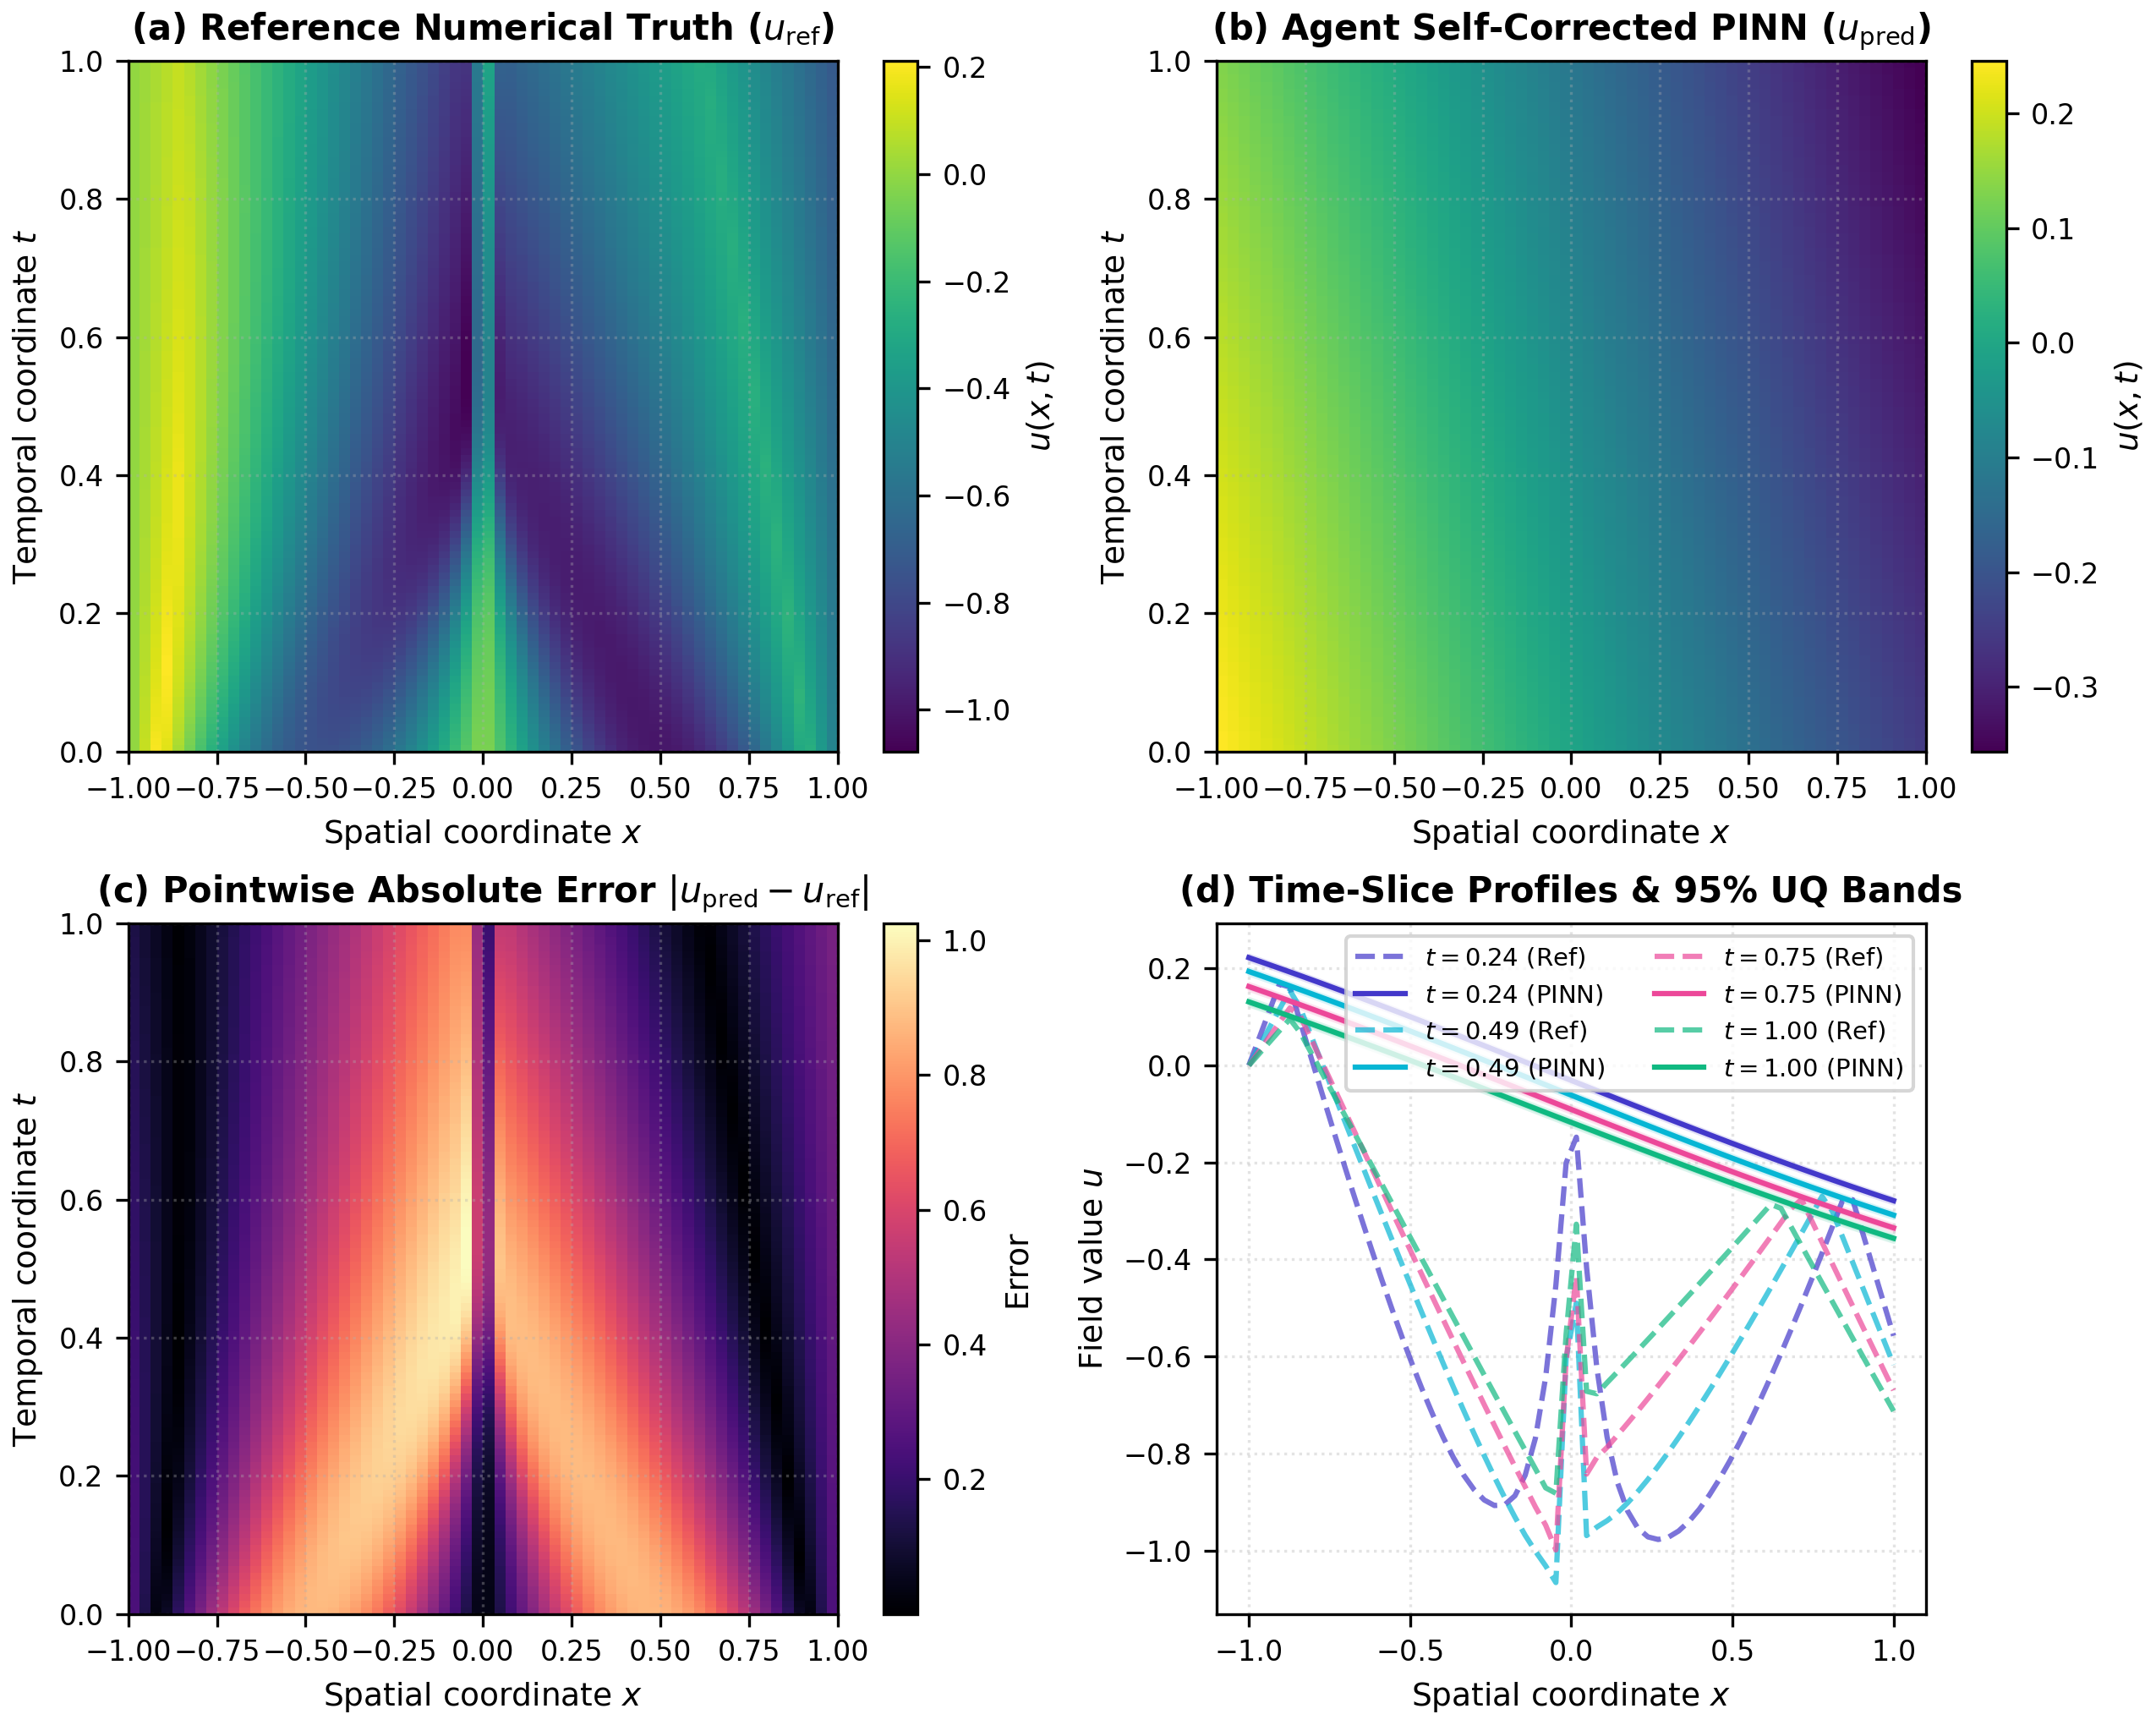 (a) Reference Numerical Truth (u_ref)
1.0
0.8
0.6
0.4
0.2
0.0
Temporal coordinate t
−1.00 −0.75 −0.50 −0.25 0.00 0.25 0.50 0.75 1.00
Spatial coordinate x
0.2
0.0
−0.2
−0.4
−0.6
−0.8
−1.0
u(x, t)
(b) Agent Self-Corrected PINN (u_pred)
1.0
0.8
0.6
0.4
0.2
0.0
Temporal coordinate t
−1.00 −0.75 −0.50 −0.25 0.00 0.25 0.50 0.75 1.00
Spatial coordinate x
0.2
0.1
0.0
−0.1
−0.2
−0.3
u(x, t)
(c) Pointwise Absolute Error |u_pred − u_ref|
1.0
0.8
0.6
0.4
0.2
0.0
Temporal coordinate t
−1.00 −0.75 −0.50 −0.25 0.00 0.25 0.50 0.75 1.00
Spatial coordinate x
1.0
0.8
0.6
0.4
0.2
Error
(d) Time-Slice Profiles & 95% UQ Bands
t = 0.24 (Ref)
t = 0.24 (PINN)
t = 0.49 (Ref)
t = 0.49 (PINN)
t = 0.75 (Ref)
t = 0.75 (PINN)
t = 1.00 (Ref)
t = 1.00 (PINN)
0.2
0.0
−0.2
−0.4
−0.6
−0.8
−1.0
Field value u
−1.0 −0.5 0.0 0.5 1.0
Spatial coordinate x